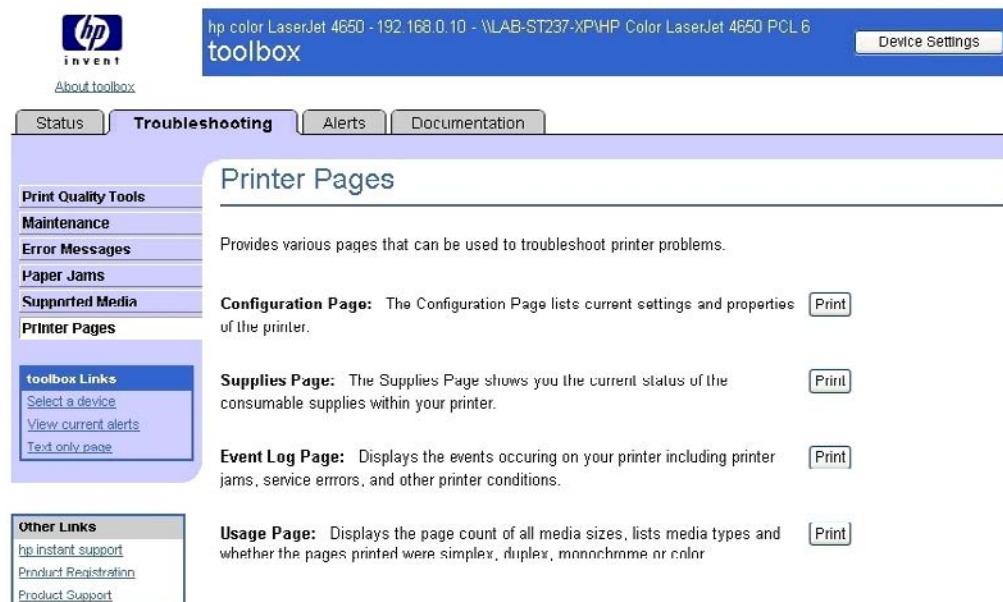 hp
invent
About toolbox
hp color LaserJet 4650 - 192.168.0.10 - \\LAB-ST237-XP\HP Color LaserJet 4650 PCL 6
toolbox
Device Settings
Status
Troubleshooting
Alerts
Documentation
Print Quality Tools
Maintenance
Error Messages
Paper Jams
Supported Media
Printer Pages
toolbox Links
Select a device
View current alerts
Text only page
Other Links
hp instant support
Product Registration
Product Support
Printer Pages
Provides various pages that can be used to troubleshoot printer problems.
Configuration Page: The Configuration Page lists current settings and properties
of the printer.
Print
Supplies Page: The Supplies Page shows you the current status of the
consumable supplies within your printer.
Print
Event Log Page: Displays the events occuring on your printer including printer
jams, service errrors, and other printer conditions.
Print
Usage Page: Displays the page count of all media sizes, lists media types and
whether the pages printed were simplex, duplex, monochrome or color
Print